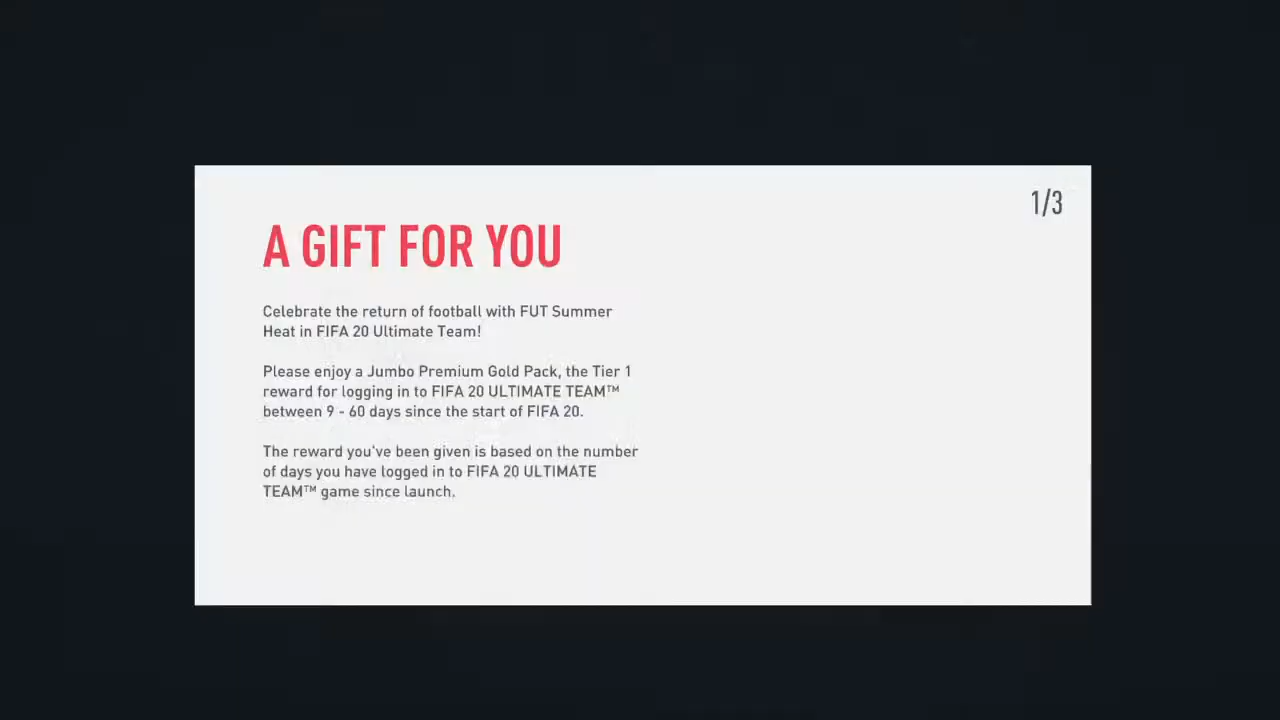 1/3
A GIFT FOR YOU
Celebrate the return of football with FUT Summer
Heat in FIFA 20 Ultimate Team!
Please enjoy a Jumbo Premium Gold Pack, the Tier 1
reward for logging in to FIFA 20 ULTIMATE TEAM™
between 9 - 60 days since the start of FIFA 20.
The reward you've been given is based on the number
of days you have logged in to FIFA 20 ULTIMATE
TEAM™ game since launch.